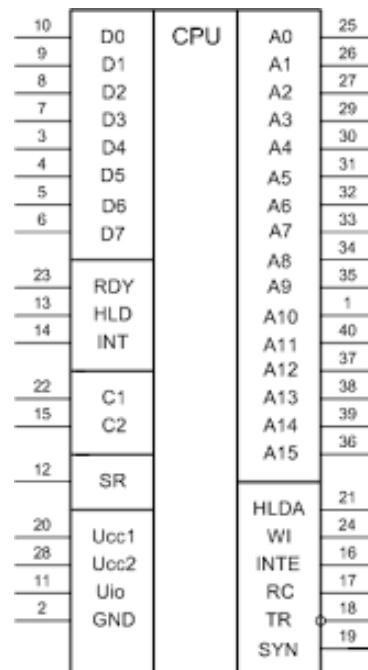 10 D0 CPU A0 25
9 D1 A1 26
8 D2 A2 27
7 D3 A3 29
3 D4 A4 30
4 D5 A5 31
5 D6 A6 32
6 D7 A7 33
A8 34
23 RDY A9 35
13 HLD A10 1
14 INT A11 40
A12 37
22 C1 A13 38
15 C2 A14 39
A15 36
12 SR
HLDA 21
20 Ucc1 WI 24
28 Ucc2 INTE 16
11 Uio RC 17
2 GND TR 18
SYN 19